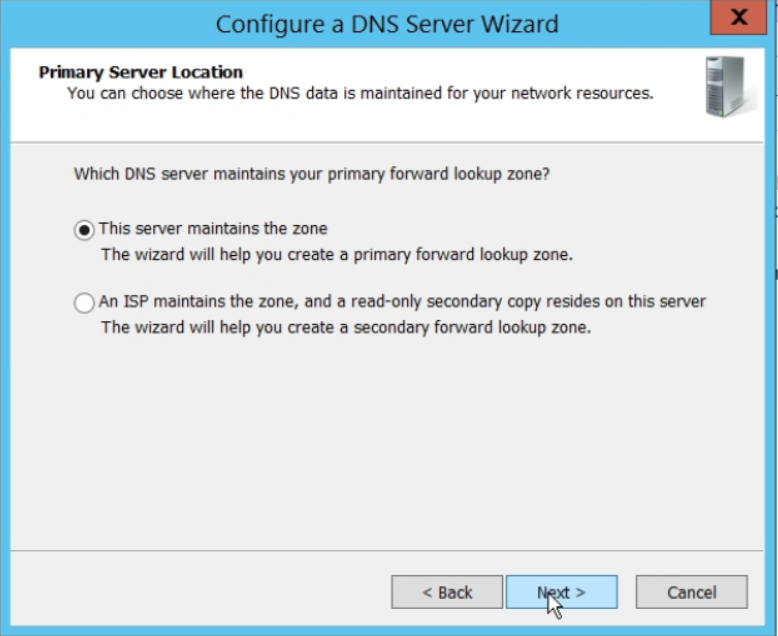 Configure a DNS Server Wizard
X
Primary Server Location
You can choose where the DNS data is maintained for your network resources.
Which DNS server maintains your primary forward lookup zone?
This server maintains the zone
The wizard will help you create a primary forward lookup zone.
An ISP maintains the zone, and a read-only secondary copy resides on this server
The wizard will help you create a secondary forward lookup zone.
< Back
Next >
Cancel